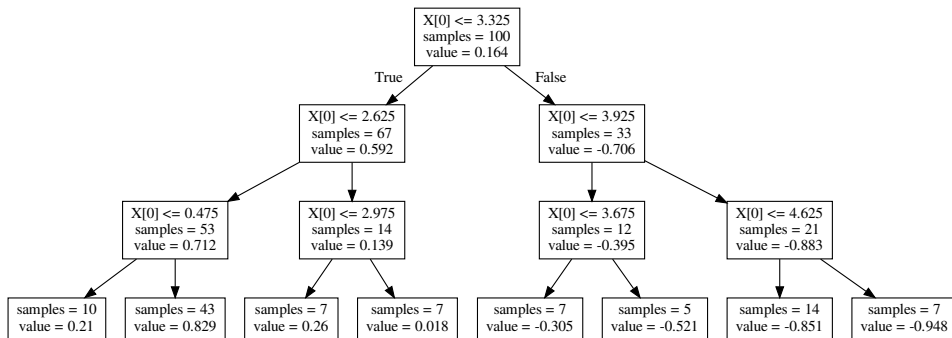 X[0] <= 3.325
samples = 100
value = 0.164
True
False
X[0] <= 2.625
samples = 67
value = 0.592
X[0] <= 3.925
samples = 33
value = -0.706
X[0] <= 0.475
samples = 53
value = 0.712
X[0] <= 2.975
samples = 14
value = 0.139
X[0] <= 3.675
samples = 12
value = -0.395
X[0] <= 4.625
samples = 21
value = -0.883
samples = 10
value = 0.21
samples = 43
value = 0.829
samples = 7
value = 0.26
samples = 7
value = 0.018
samples = 7
value = -0.305
samples = 5
value = -0.521
samples = 14
value = -0.851
samples = 7
value = -0.948